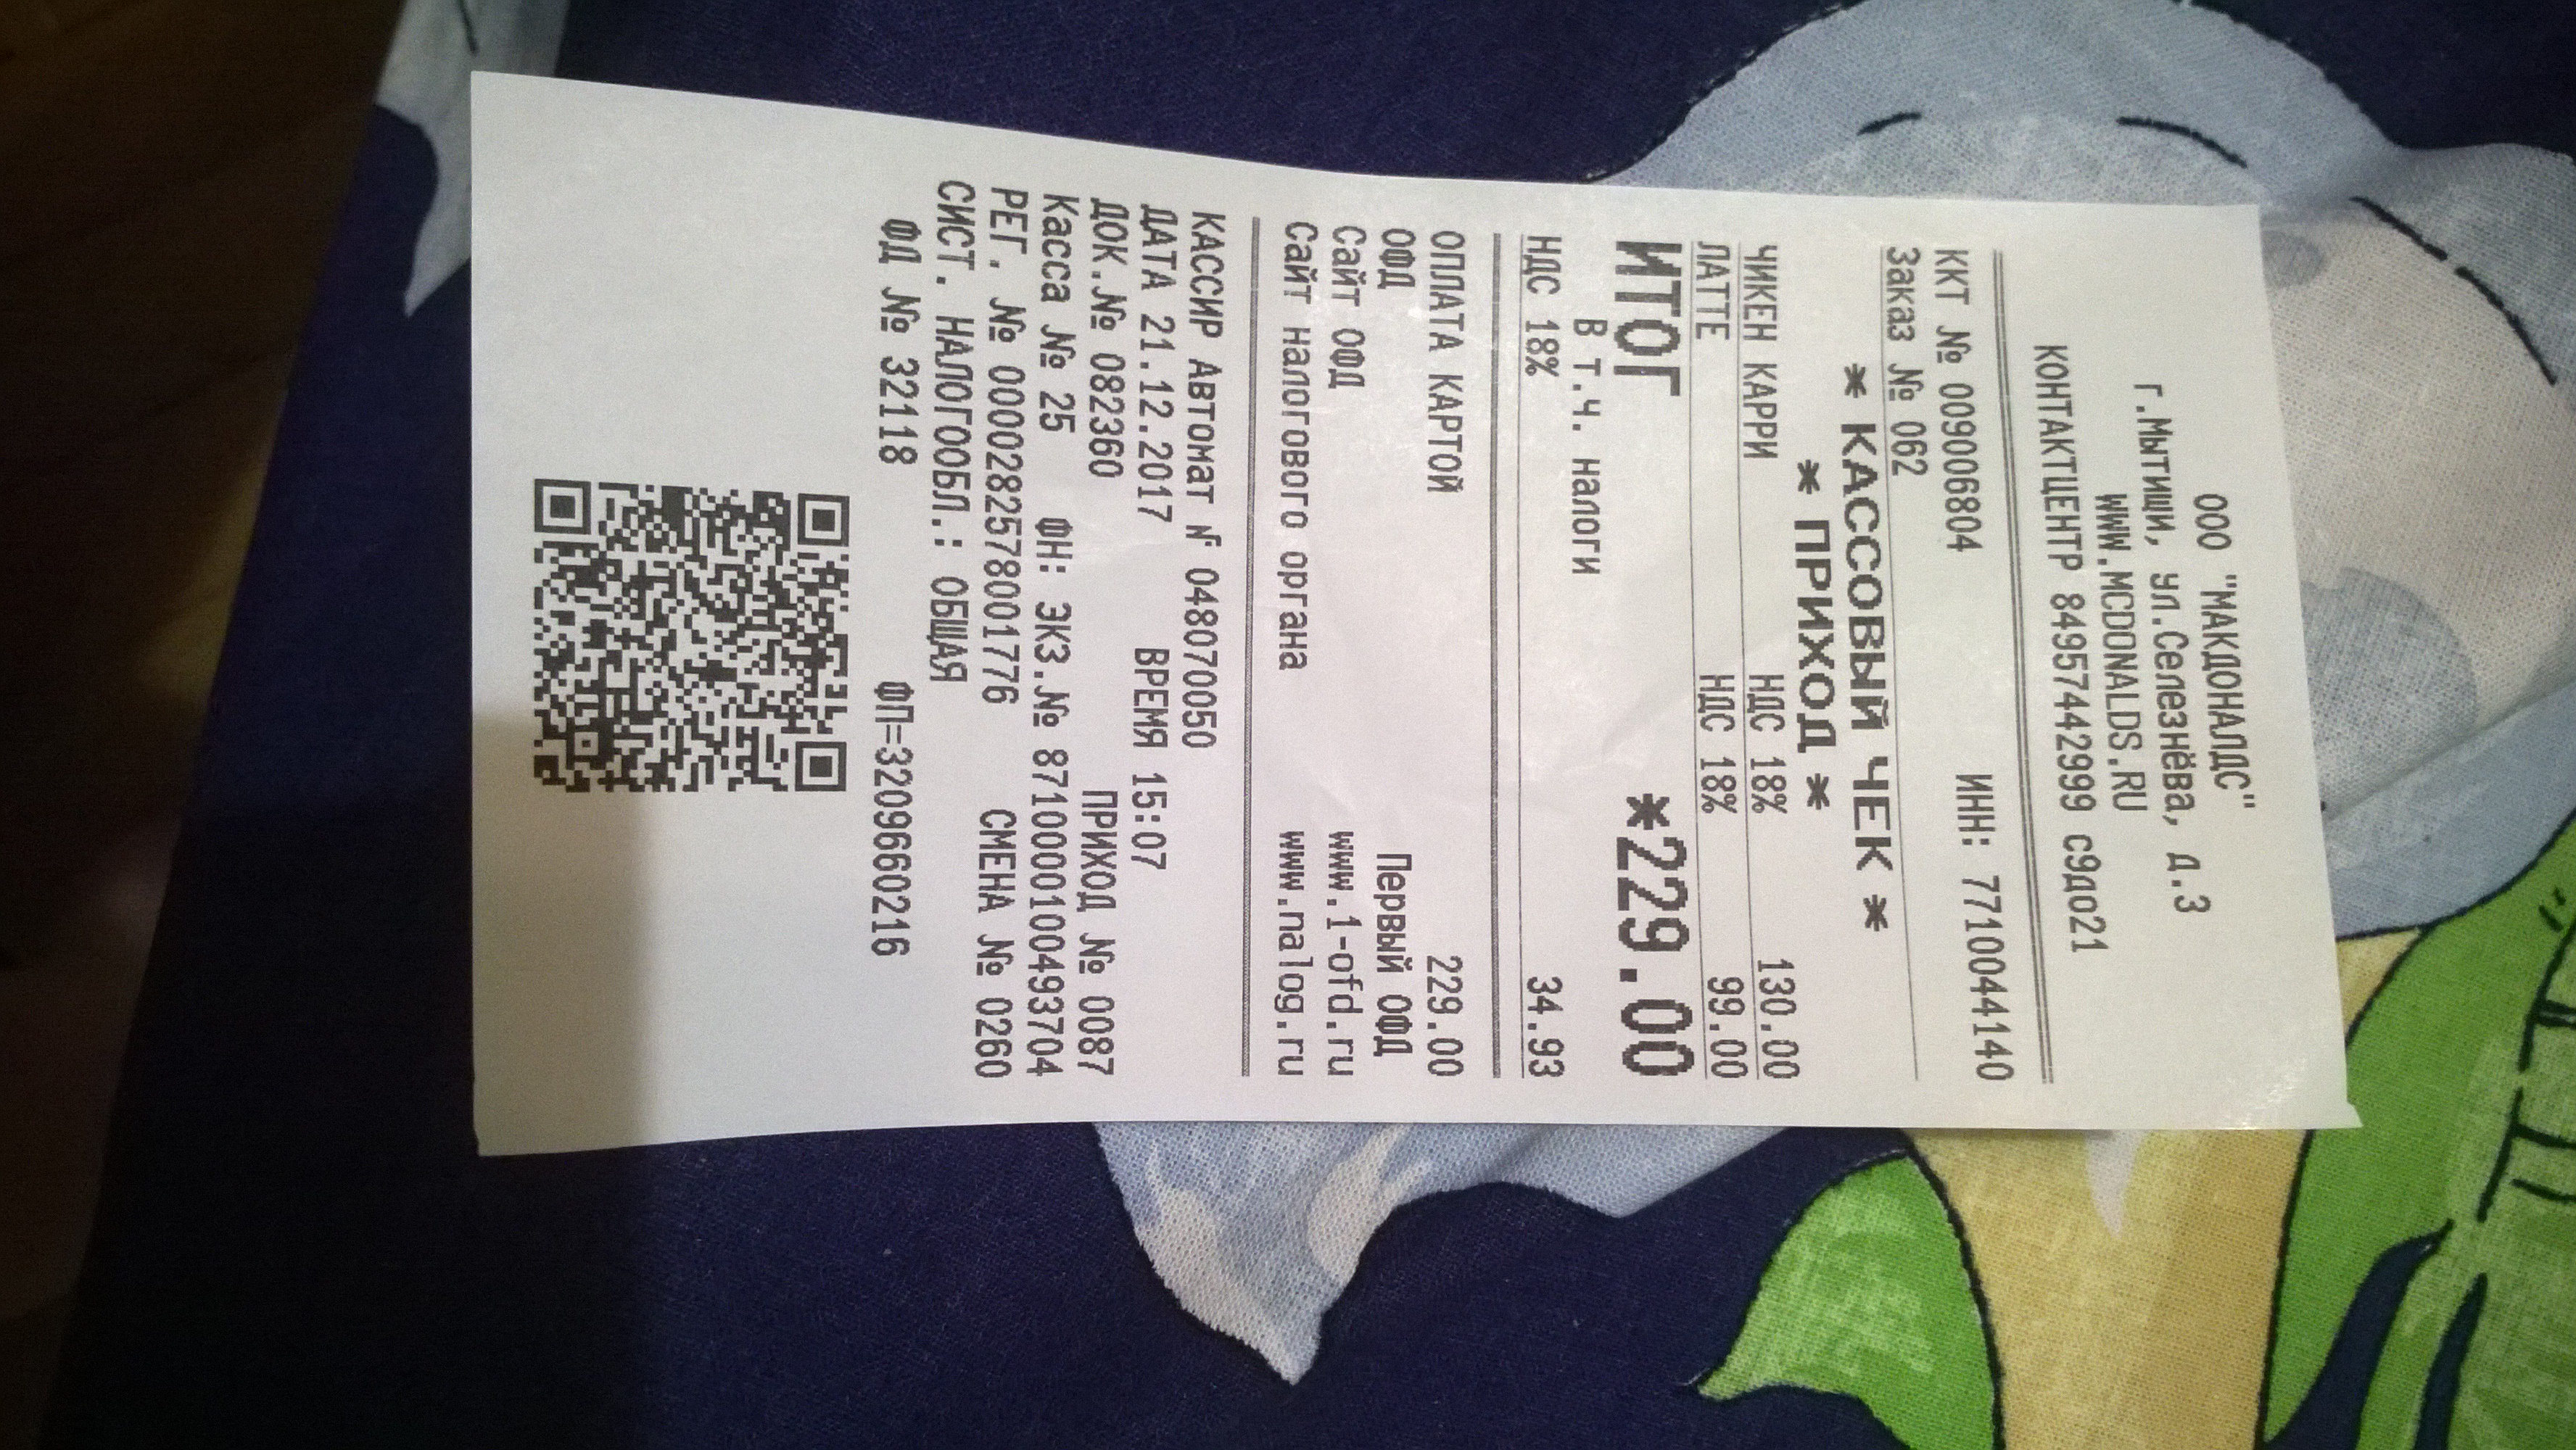 ООО "МАКДОНАЛДС"
г.Мытищи, ул.Селезнёва, д.3
WWW.MCDONALDS.RU
КОНТАКТЦЕНТР 84957442999 с9до21
ККТ № 009006804 ИНН: 7710044140
Заказ № 062
* КАССОВЫЙ ЧЕК *
* ПРИХОД *
ЧИКЕН КАРРИ НДС 18% 130.00
ЛАТТЕ НДС 18% 99.00
ИТОГ *229.00
В т.ч. налоги
НДС 18% 34.93
ОПЛАТА КАРТОЙ 229.00
ОФД Первый ОФД
Сайт ОФД www.1-ofd.ru
Сайт налогового органа www.nalog.ru
КАССИР Автомат № 0480700050
ДАТА 21.12.2017 ВРЕМЯ 15:07
ДОК.№ 082360 ПРИХОД № 0087
Касса № 25 ФН: ЭКЗ.№ 8710000100493704
РЕГ. № 0000282578001776 СМЕНА № 0260
СИСТ. НАЛОГООБЛ.: ОБЩАЯ
ФД № 32118 ФП=3209660216